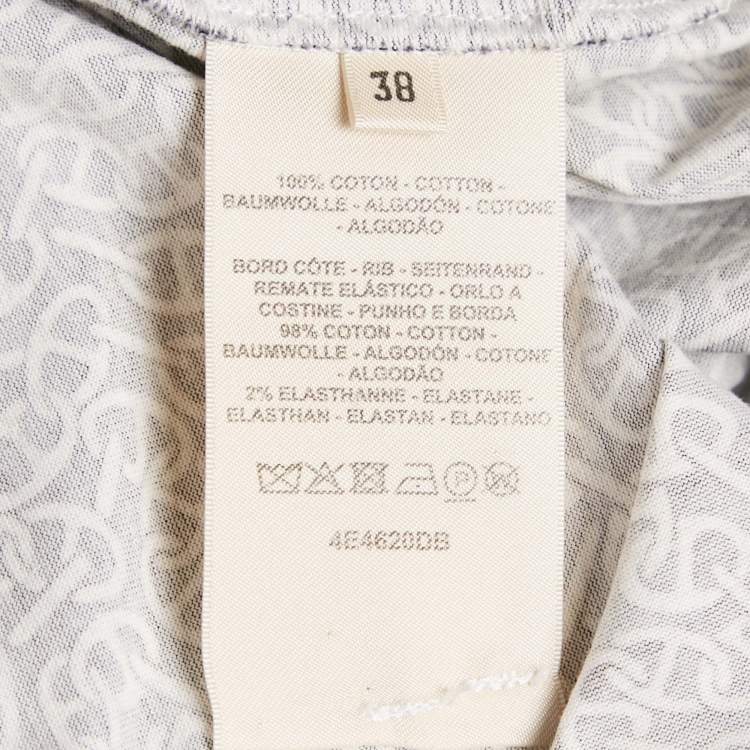 38
100% COTON - COTTON -
BAUMWOLLE - ALGODÓN - COTONE
- ALGODÃO
BORD CÔTE - RIB - SEITENRAND -
REMATE ELÁSTICO - ORLO A
COSTINE - PUNHO E BORDA
98% COTON - COTTON -
BAUMWOLLE - ALGODÓN - COTONE
- ALGODÃO
2% ELASTHANNE - ELASTANE -
ELASTHAN - ELASTAN - ELASTANO
P
4E4620DB